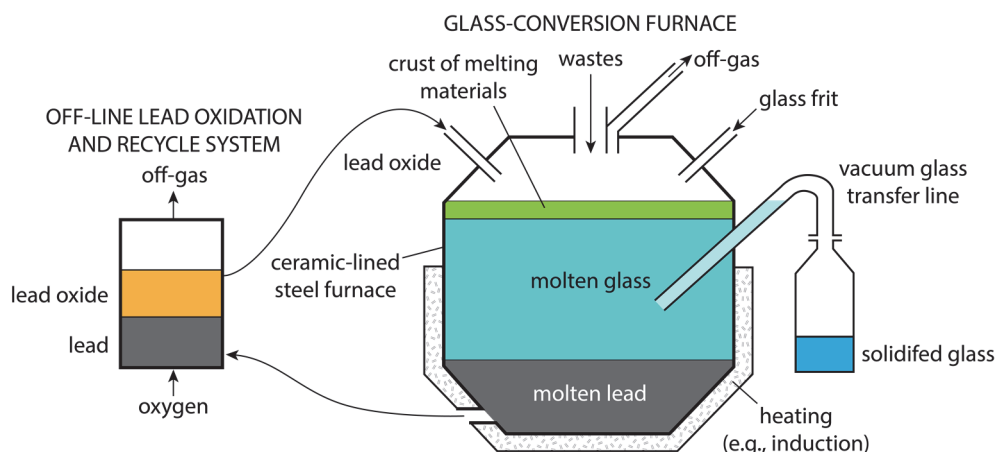 GLASS-CONVERSION FURNACE
crust of melting
materials
wastes
off-gas
glass frit
OFF-LINE LEAD OXIDATION
AND RECYCLE SYSTEM
off-gas
lead oxide
vacuum glass
transfer line
ceramic-lined
steel furnace
molten glass
lead oxide
lead
solidifed glass
molten lead
oxygen
heating
(e.g., induction)